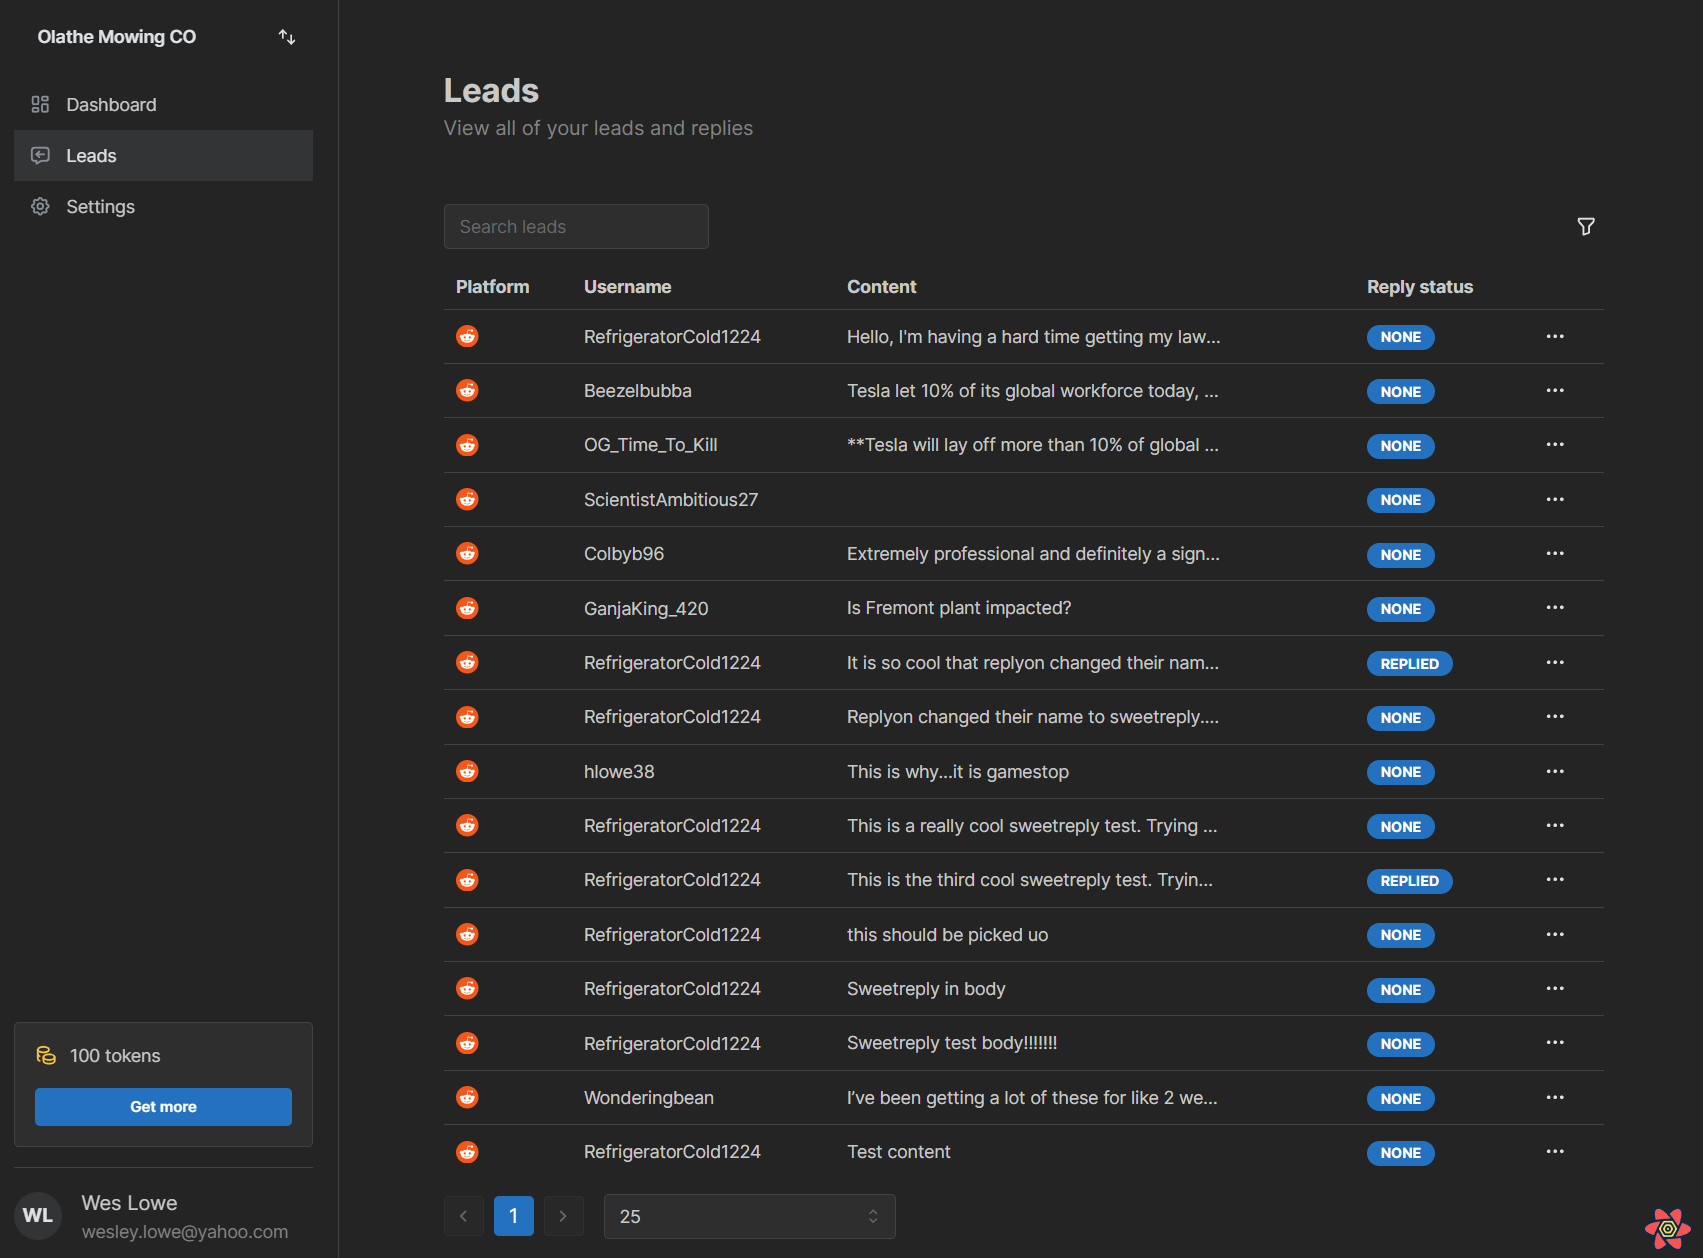 Olathe Mowing CO
Dashboard
Leads
Settings
100 tokens
Get more
WL
Wes Lowe
wesley.lowe@yahoo.com
Leads
View all of your leads and replies
Search leads
Platform Username Content Reply status
RefrigeratorCold1224 Hello, I'm having a hard time getting my law... NONE
Beezelbubba Tesla let 10% of its global workforce today, ... NONE
OG_Time_To_Kill **Tesla will lay off more than 10% of global ... NONE
ScientistAmbitious27 NONE
Colbyb96 Extremely professional and definitely a sign... NONE
GanjaKing_420 Is Fremont plant impacted? NONE
RefrigeratorCold1224 It is so cool that replyon changed their nam... REPLIED
RefrigeratorCold1224 Replyon changed their name to sweetreply.... NONE
hlowe38 This is why...it is gamestop NONE
RefrigeratorCold1224 This is a really cool sweetreply test. Trying ... NONE
RefrigeratorCold1224 This is the third cool sweetreply test. Tryin... REPLIED
RefrigeratorCold1224 this should be picked uo NONE
RefrigeratorCold1224 Sweetreply in body NONE
RefrigeratorCold1224 Sweetreply test body!!!!!!! NONE
Wonderingbean I’ve been getting a lot of these for like 2 we... NONE
RefrigeratorCold1224 Test content NONE
1 25